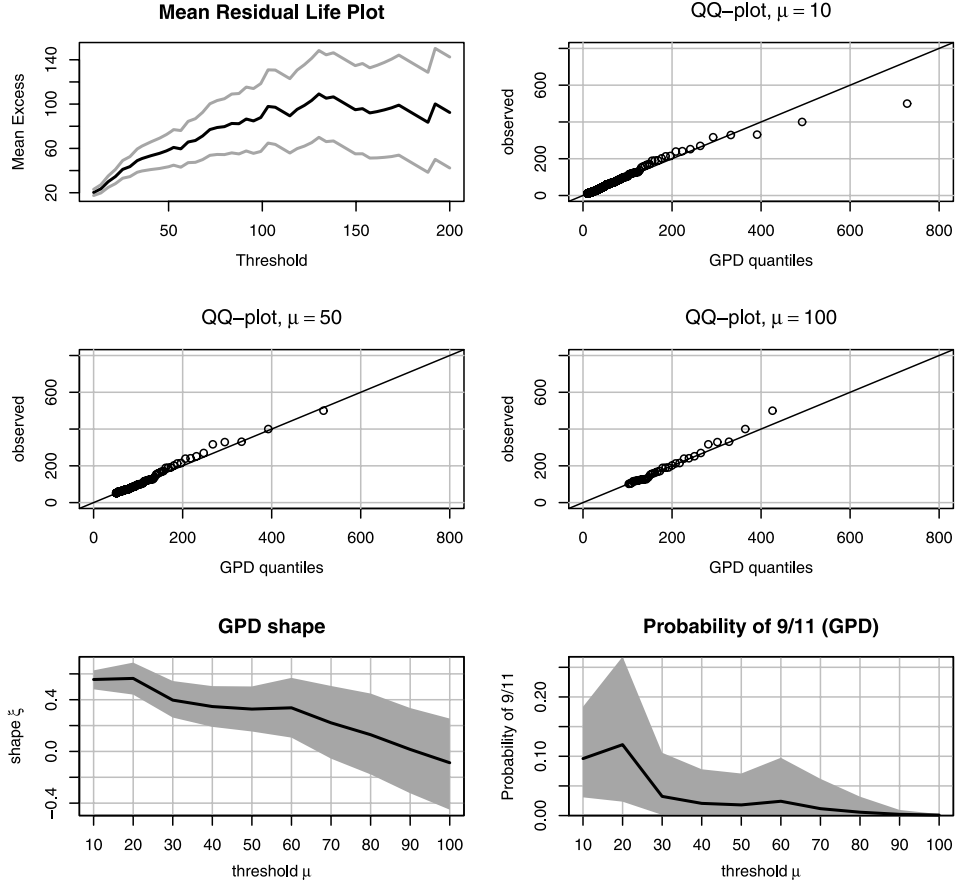 Mean Residual Life Plot
Mean Excess
140
100
60
20
50
100
150
200
Threshold
QQ−plot, μ = 10
observed
600
200
0
0
200
400
600
800
GPD quantiles
QQ−plot, μ = 50
observed
600
200
0
0
200
400
600
800
GPD quantiles
QQ−plot, μ = 100
observed
600
200
0
0
200
400
600
800
GPD quantiles
GPD shape
shape ξ
0.4
0.0
−0.4
10 20 30 40 50 60 70 80 90 100
threshold μ
Probability of 9/11 (GPD)
Probability of 9/11
0.20
0.10
0.00
10 20 30 40 50 60 70 80 90 100
threshold μ